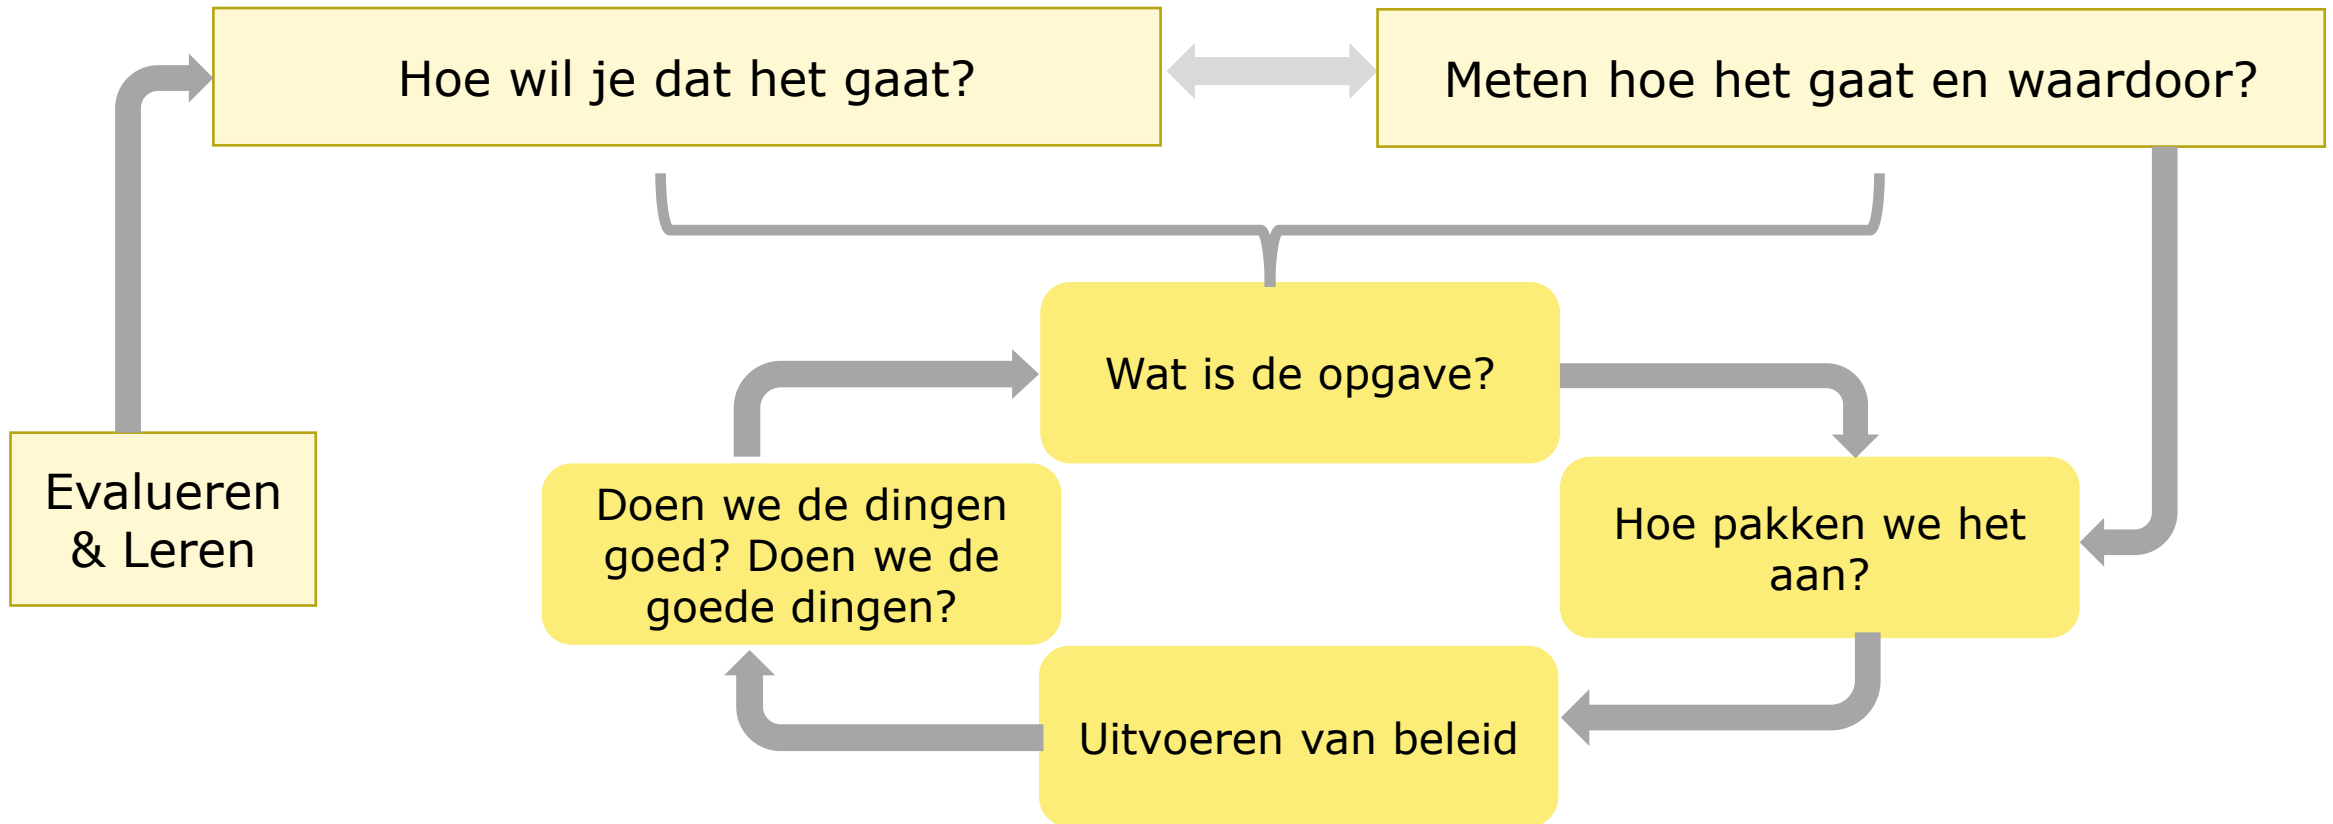 Hoe wil je dat het gaat?
Meten hoe het gaat en waardoor?
Wat is de opgave?
Evalueren
& Leren
Doen we de dingen
goed? Doen we de
goede dingen?
Hoe pakken we het
aan?
Uitvoeren van beleid